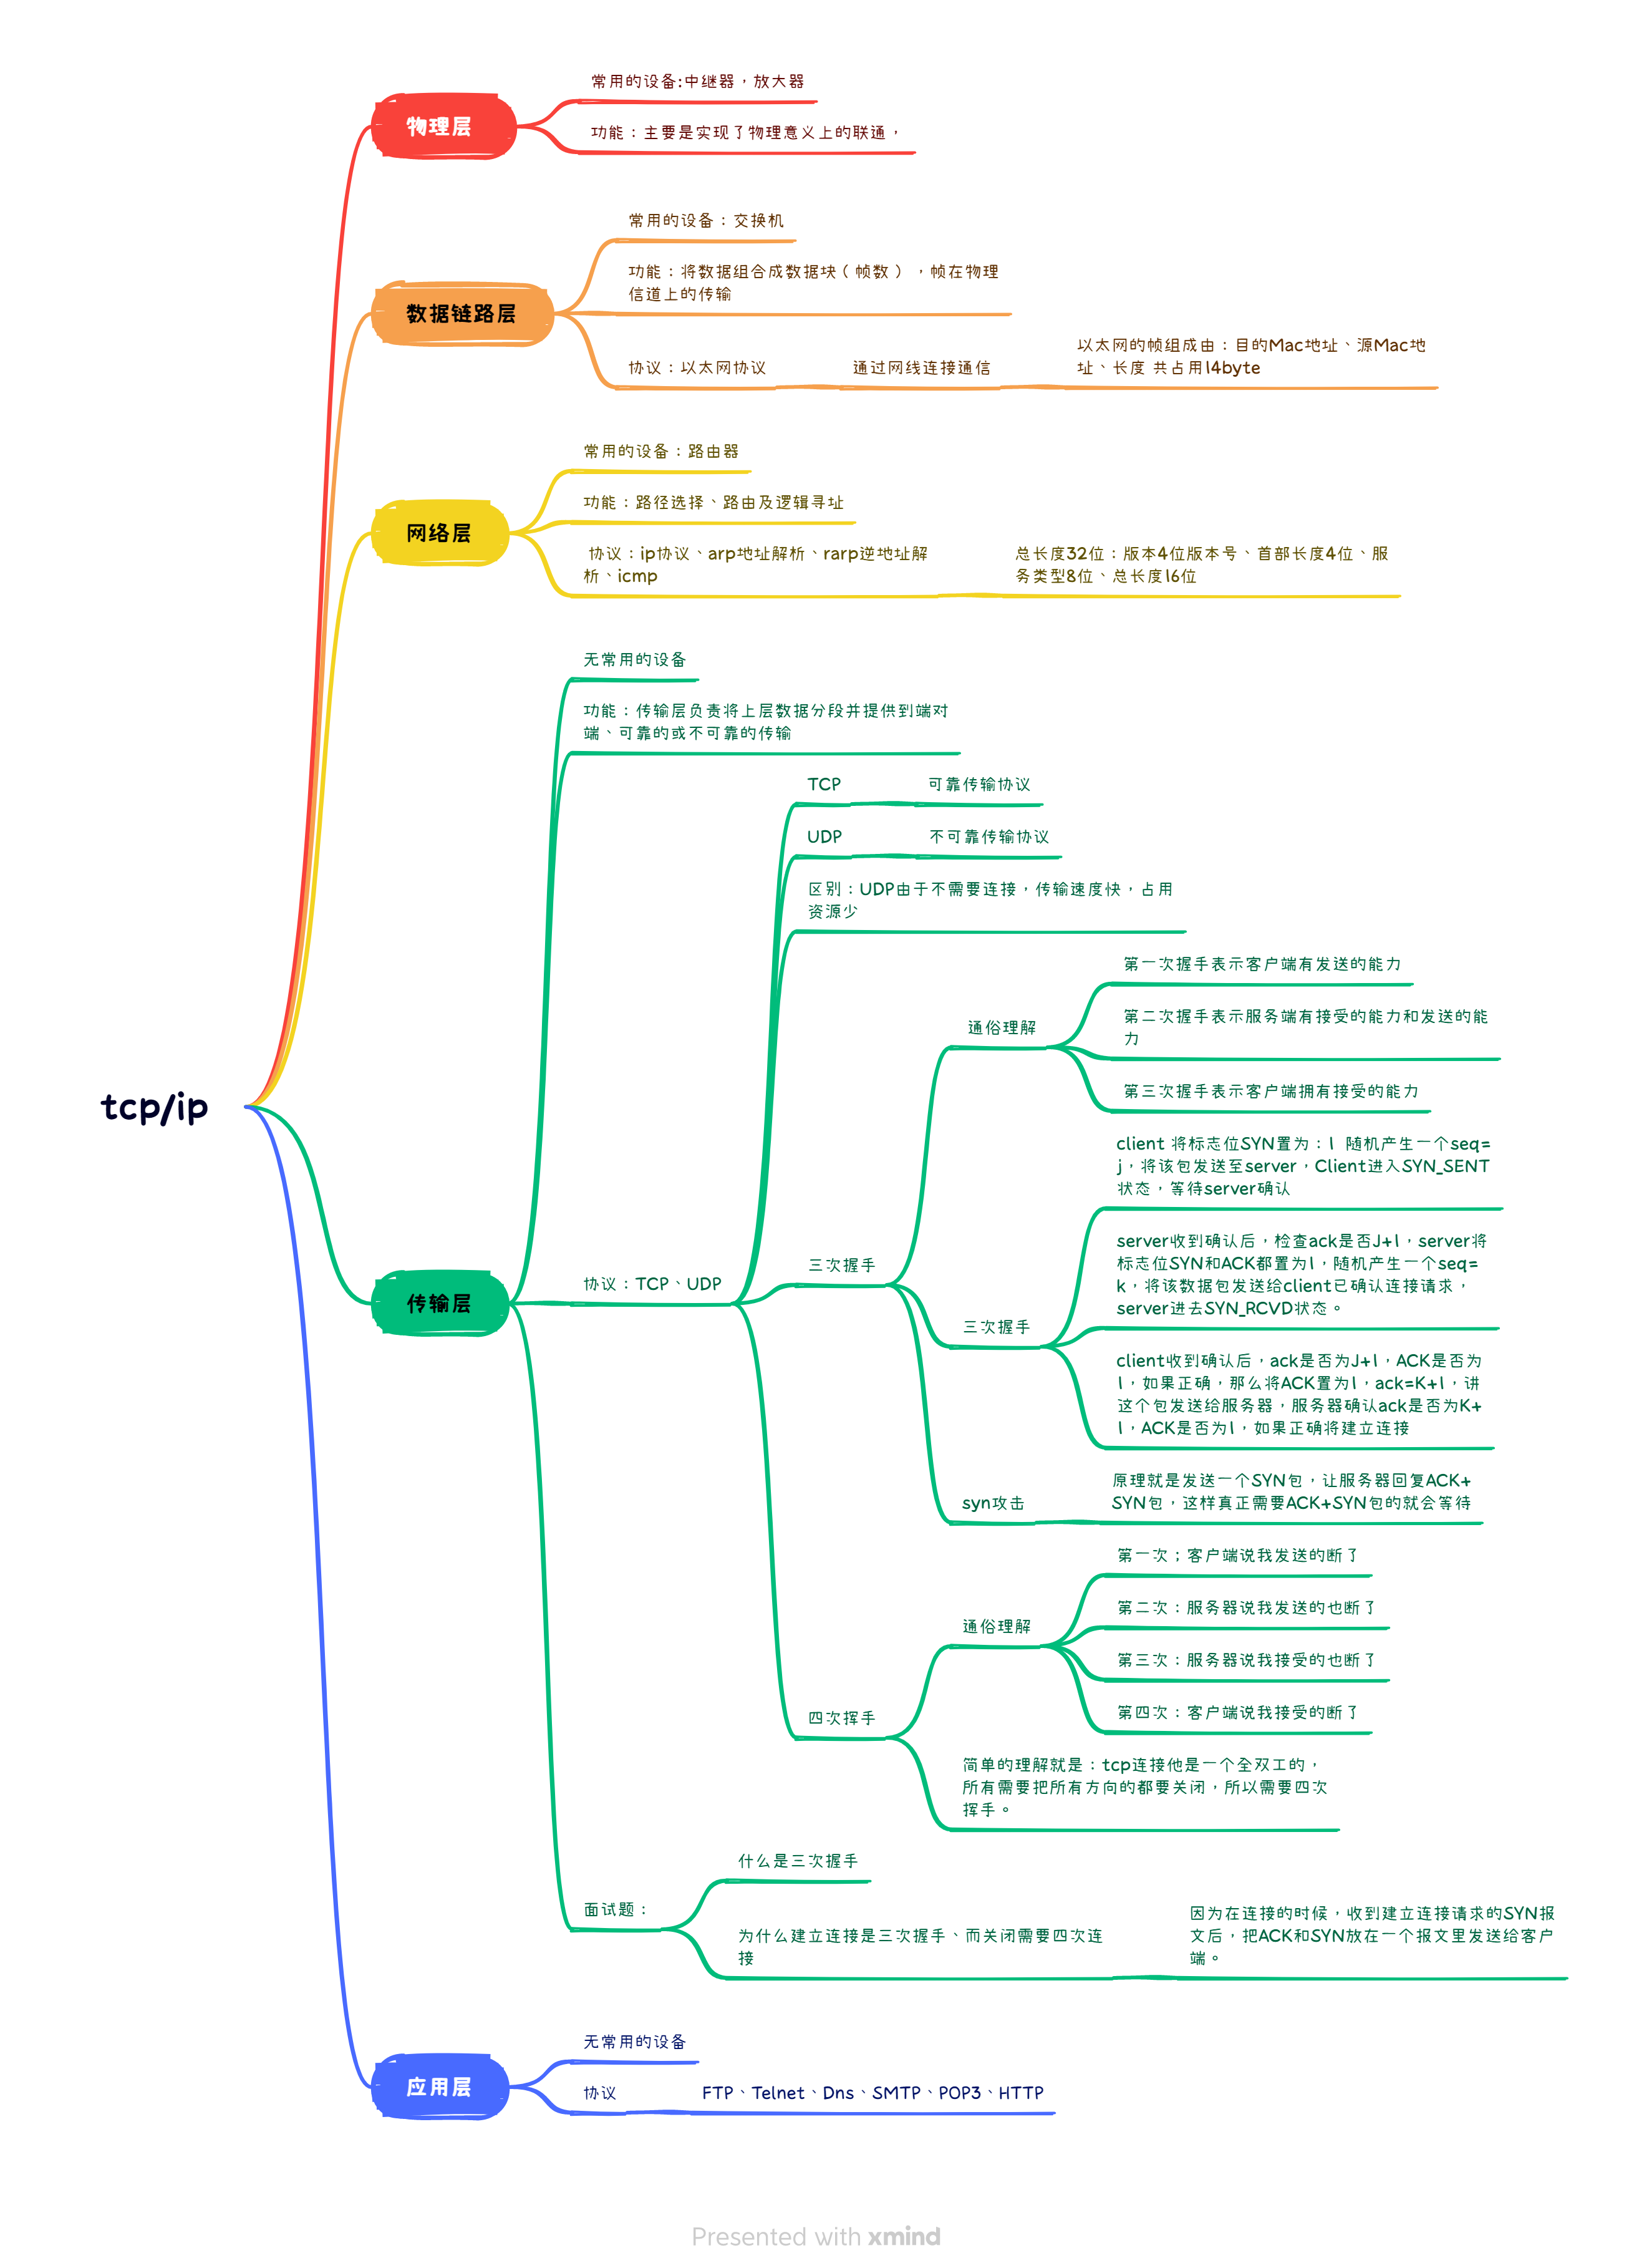 常用的设备:中继器，放大器
物理层
功能：主要是实现了物理意义上的联通，
常用的设备：交换机
功能：将数据组合成数据块（帧数），帧在物理
信道上的传输
数据链路层
协议：以太网协议
通过网线连接通信
以太网的帧组成由：目的Mac地址、源Mac地
址、长度 共占用14byte
常用的设备：路由器
功能：路径选择、路由及逻辑寻址
网络层
协议：ip协议、arp地址解析、rarp逆地址解
析、icmp
总长度32位：版本4位版本号、首部长度4位、服
务类型8位、总长度16位
无常用的设备
功能：传输层负责将上层数据分段并提供到端对
端、可靠的或不可靠的传输
TCP
可靠传输协议
UDP
不可靠传输协议
区别：UDP由于不需要连接，传输速度快，占用
资源少
第一次握手表示客户端有发送的能力
通俗理解
第二次握手表示服务端有接受的能力和发送的能
力
第三次握手表示客户端拥有接受的能力
tcp/ip
client 将标志位SYN置为：1 随机产生一个seq=
j，将该包发送至server，Client进入SYN_SENT
状态，等待server确认
三次握手
server收到确认后，检查ack是否J+1，server将
标志位SYN和ACK都置为1，随机产生一个seq=
k，将该数据包发送给client已确认连接请求，
server进去SYN_RCVD状态。
协议：TCP、UDP
传输层
三次握手
client收到确认后，ack是否为J+1，ACK是否为
1，如果正确，那么将ACK置为1，ack=K+1，讲
这个包发送给服务器，服务器确认ack是否为K+
1，ACK是否为1，如果正确将建立连接
syn攻击
原理就是发送一个SYN包，让服务器回复ACK+
SYN包，这样真正需要ACK+SYN包的就会等待
第一次；客户端说我发送的断了
第二次：服务器说我发送的也断了
通俗理解
第三次：服务器说我接受的也断了
第四次：客户端说我接受的断了
四次挥手
简单的理解就是：tcp连接他是一个全双工的，
所有需要把所有方向的都要关闭，所以需要四次
挥手。
什么是三次握手
面试题：
为什么建立连接是三次握手、而关闭需要四次连
接
因为在连接的时候，收到建立连接请求的SYN报
文后，把ACK和SYN放在一个报文里发送给客户
端。
无常用的设备
应用层
协议
FTP、Telnet、Dns、SMTP、POP3、HTTP
Presented with xmind